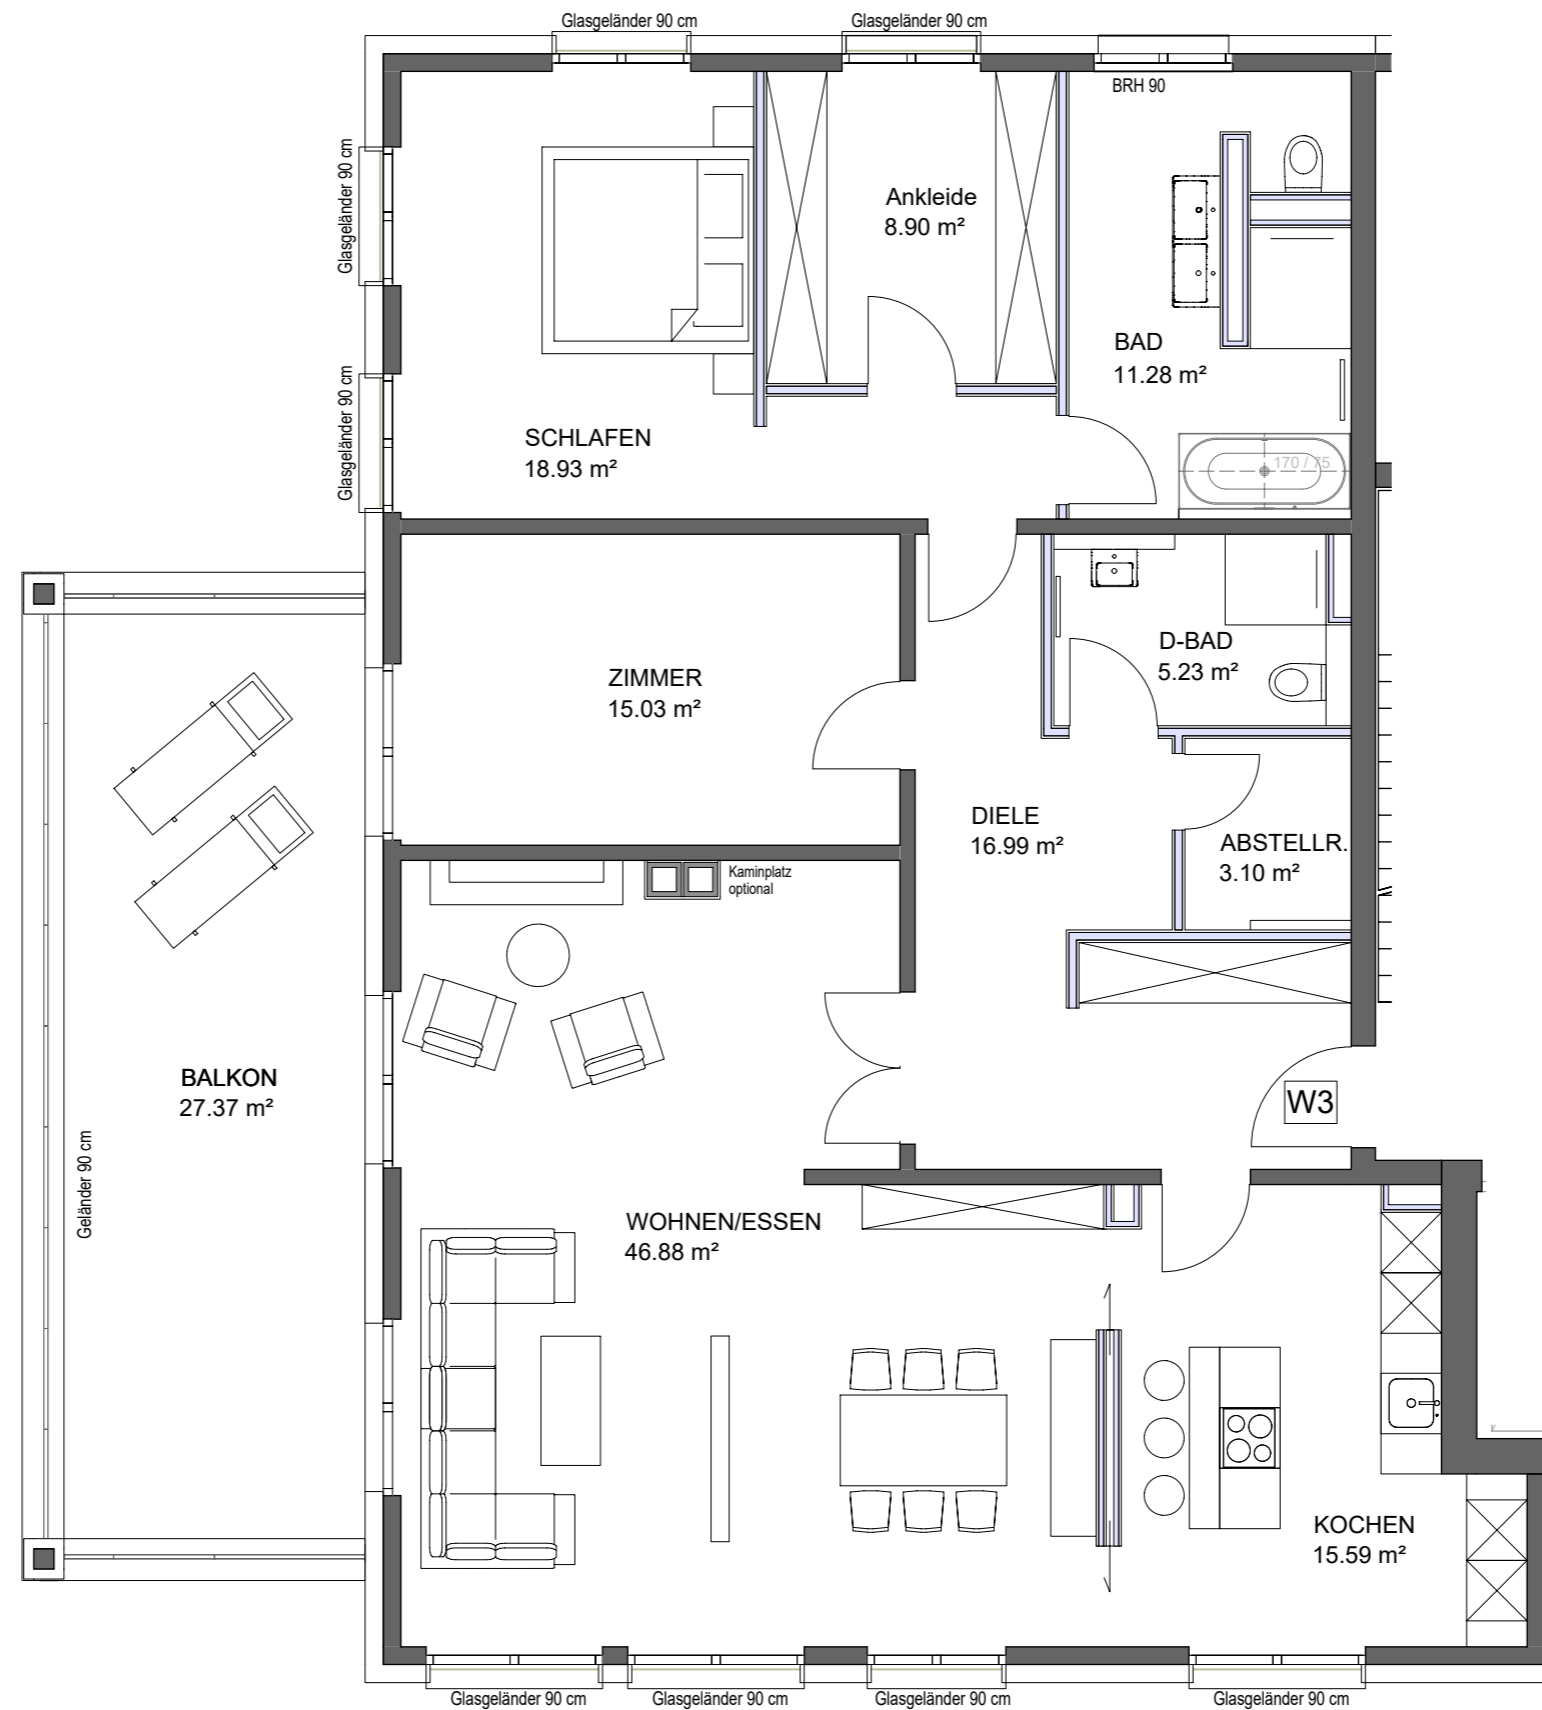 Glasgeländer 90 cm
Glasgeländer 90 cm
BRH 90
Glasgeländer 90 cm
Ankleide
8.90 m²
BAD
11.28 m²
Glasgeländer 90 cm
SCHLAFEN
18.93 m²
170 / 75
ZIMMER
15.03 m²
D-BAD
5.23 m²
DIELE
16.99 m²
ABSTELLR.
3.10 m²
Kaminplatz
optional
BALKON
27.37 m²
Geländer 90 cm
W3
WOHNEN/ESSEN
46.88 m²
KOCHEN
15.59 m²
Glasgeländer 90 cm
Glasgeländer 90 cm
Glasgeländer 90 cm
Glasgeländer 90 cm